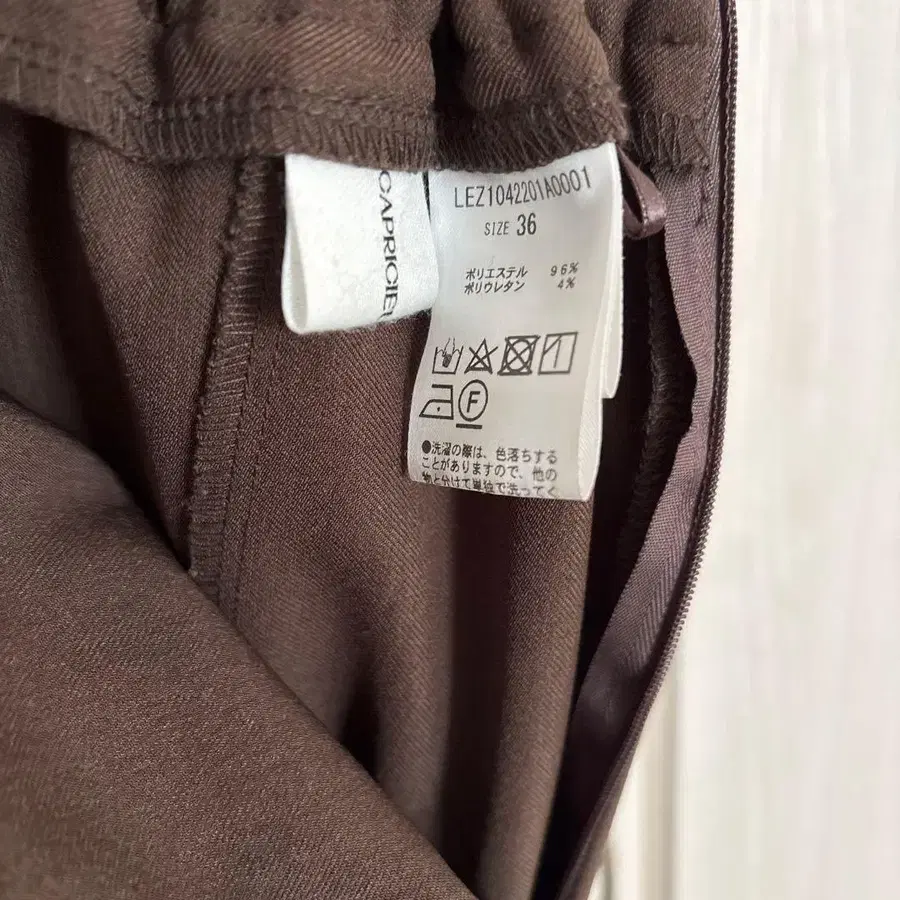 CAPRICIEU
LEZ1042201A0001
SIZE 36
ポリエステル 96%
ポリウレタン 4%
F
●洗濯の際は、色落ちする
ことがありますので、他の
物と分けて単独で洗ってく